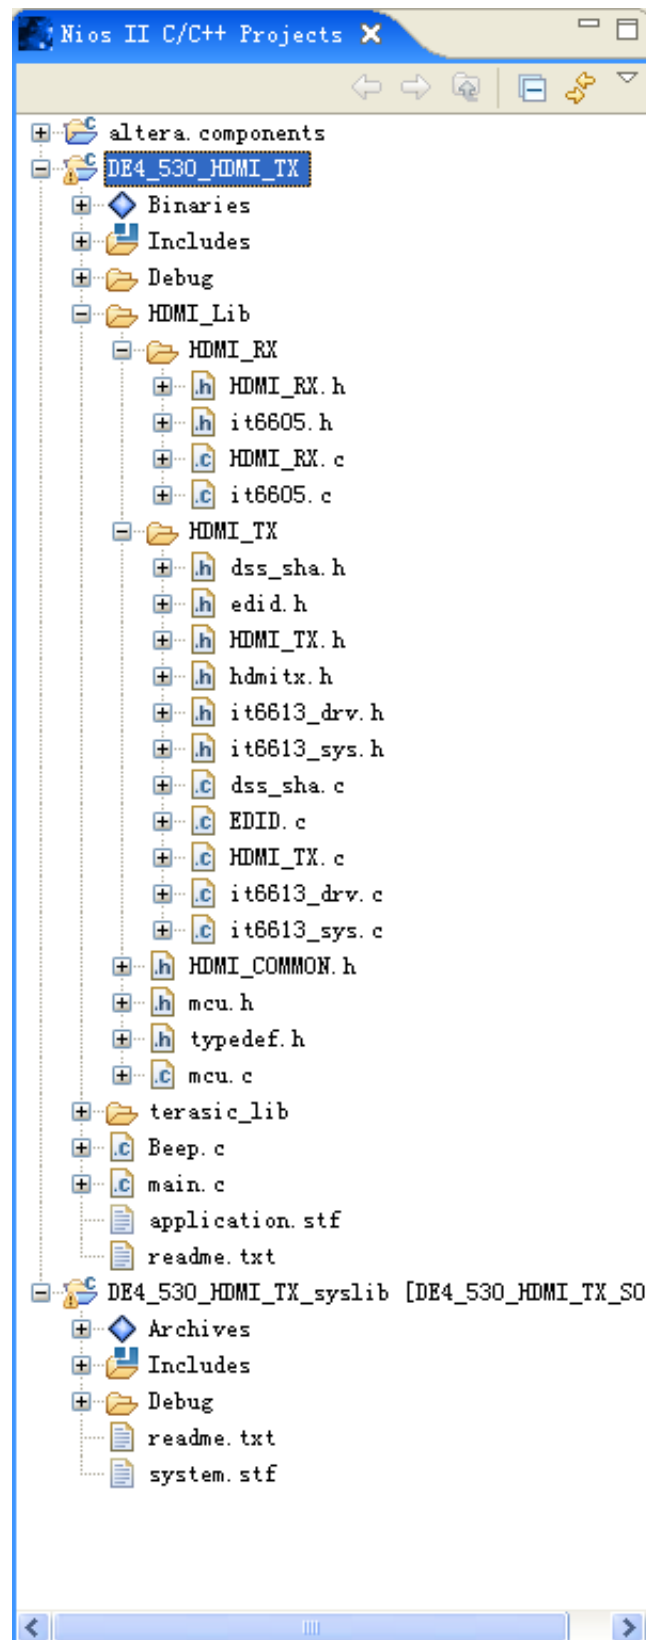 Nios II C/C++ Projects
altera.components
DE4_530_HDMI_TX
Binaries
Includes
Debug
HDMI_Lib
HDMI_RX
.h HDMI_RX.h
.h it6605.h
.c HDMI_RX.c
.c it6605.c
HDMI_TX
.h dss_sha.h
.h edid.h
.h HDMI_TX.h
.h hdmitx.h
.h it6613_drv.h
.h it6613_sys.h
.c dss_sha.c
.c EDID.c
.c HDMI_TX.c
.c it6613_drv.c
.c it6613_sys.c
.h HDMI_COMMON.h
.h mcu.h
.h typedef.h
.c mcu.c
terasic_lib
.c Beep.c
.c main.c
application.stf
readme.txt
DE4_530_HDMI_TX_syslib [DE4_530_HDMI_TX_SO
Archives
Includes
Debug
readme.txt
system.stf